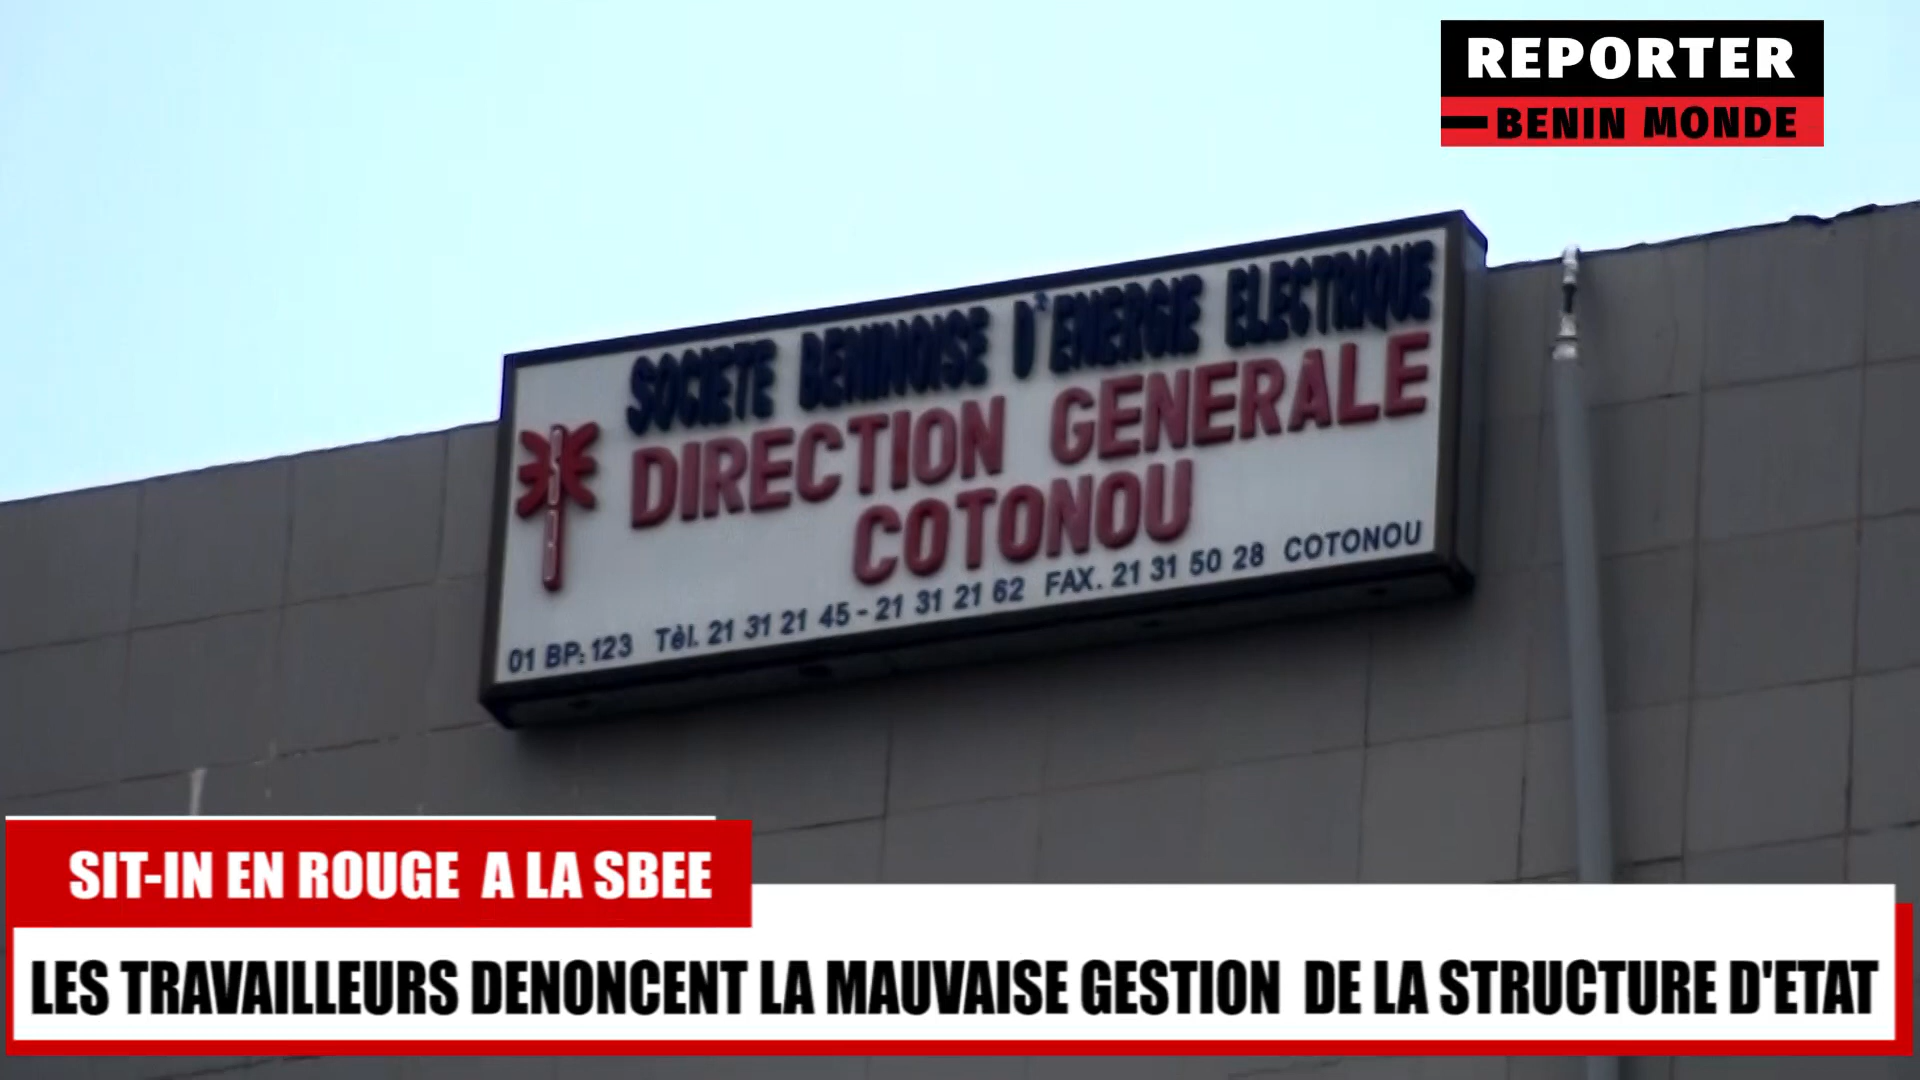 REPORTER
BENIN MONDE
SOCIETE BENINOISE D'ENERGIE ELECTRIQUE
DIRECTION GENERALE
COTONOU
01 BP: 123 Tèl. 21 31 21 45 - 21 31 21 62 FAX. 21 31 50 28 COTONOU
SIT-IN EN ROUGE A LA SBEE
LES TRAVAILLEURS DENONCENT LA MAUVAISE GESTION DE LA STRUCTURE D'ETAT